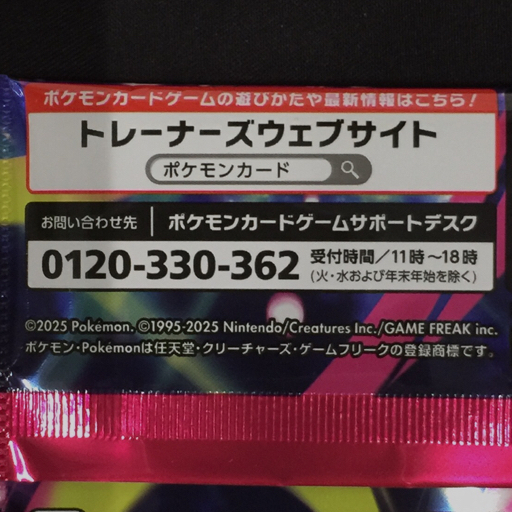 ポケモンカードゲームの遊びかたや最新情報はこちら！
トレーナーズウェブサイト
ポケモンカード
お問い合わせ先 ポケモンカードゲームサポートデスク
0120-330-362 受付時間／11時～18時
(火・水および年末年始を除く)
©2025 Pokémon. ©1995-2025 Nintendo/Creatures Inc./GAME FREAK inc.
ポケモン・Pokémonは任天堂・クリーチャーズ・ゲームフリークの登録商標です。